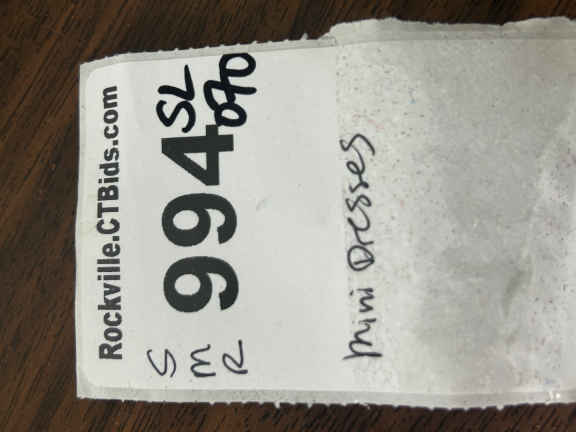 Rockville.CTBids.com
S
M
R
994
SL
070
Mini Dresses